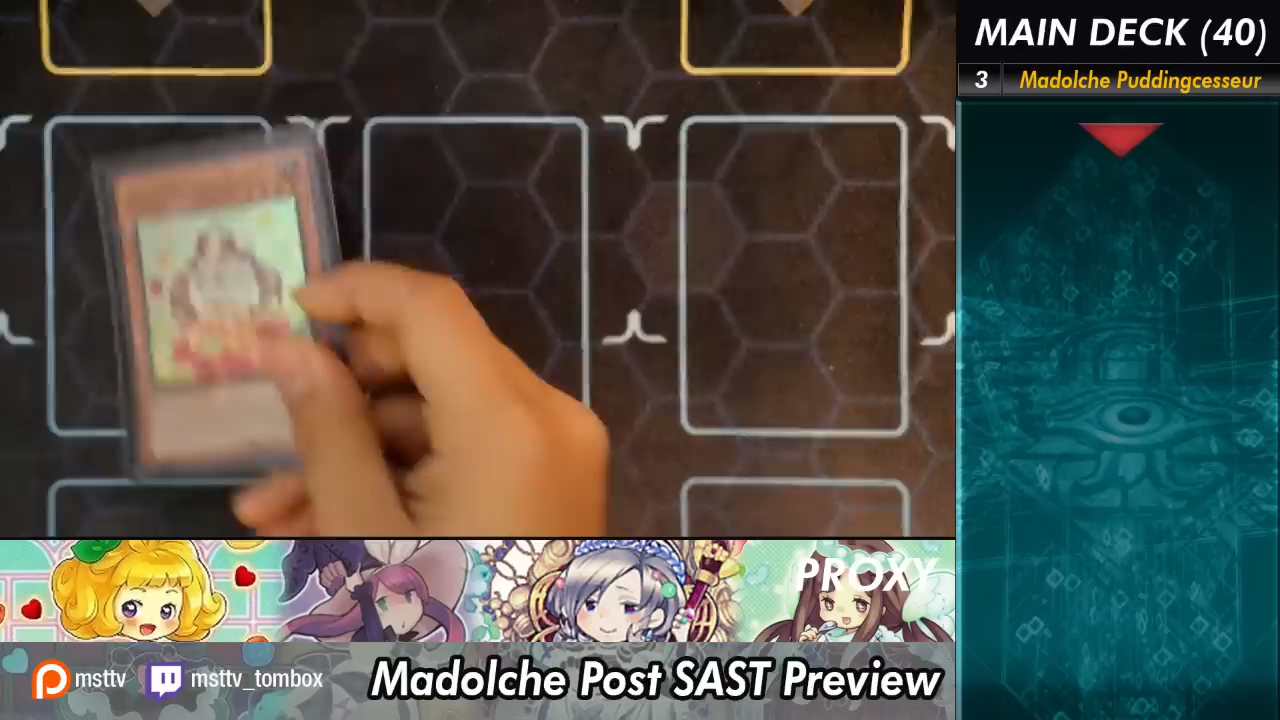 MAIN DECK (40)
3 Madolche Puddingcesseur
PROXY
msttv msttv_tombox
Madolche Post SAST Preview